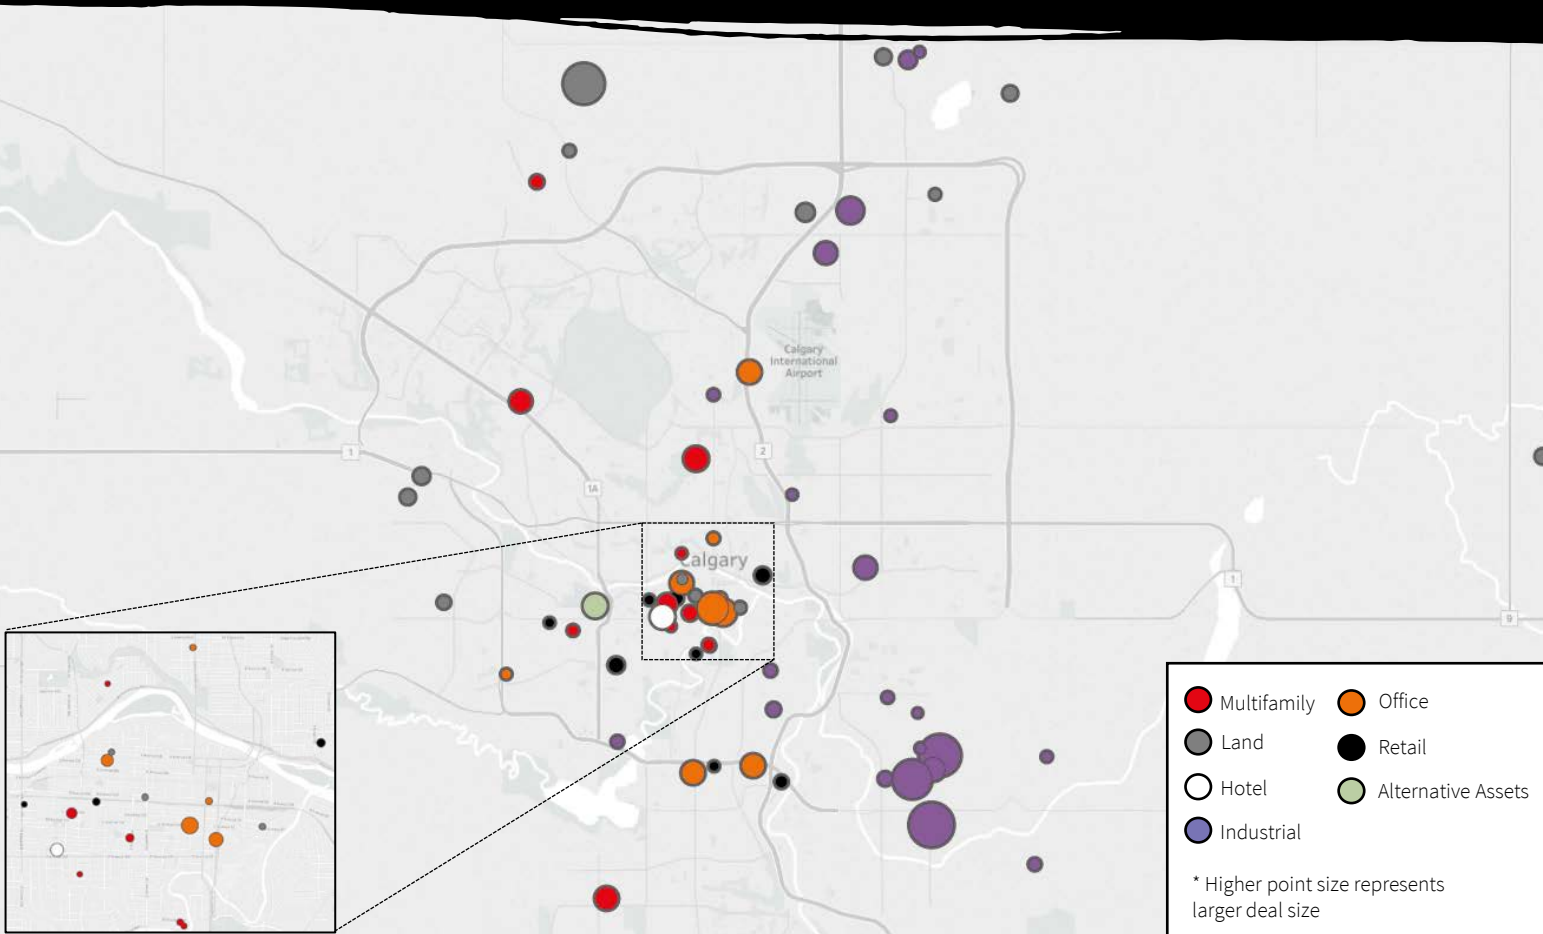 Calgary
International
Airport
1
2
1A
Calgary
1
9
Multifamily
Office
Land
Retail
Hotel
Alternative Assets
Industrial
* Higher point size represents
larger deal size